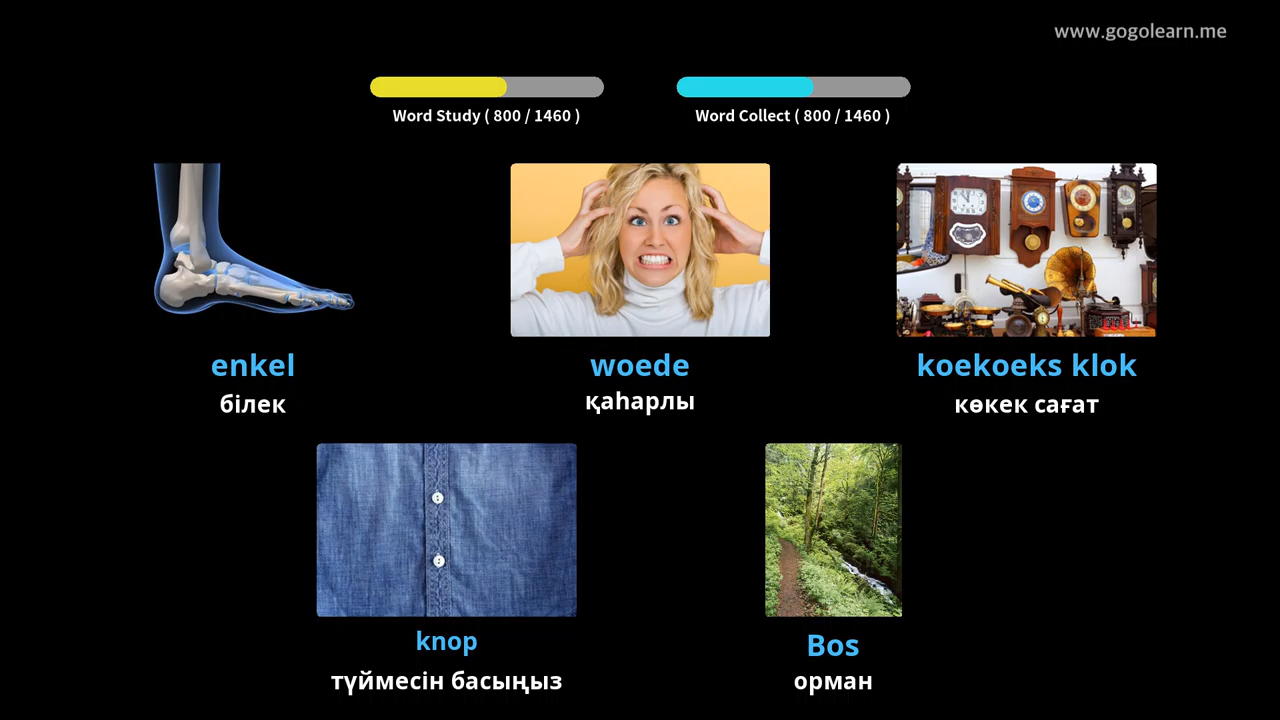 www.gogolearn.me
Word Study ( 800 / 1460 )
Word Collect ( 800 / 1460 )
enkel
білек
woede
қаһарлы
koekoeks klok
көкек сағат
knop
түймесін басыңыз
Bos
орман